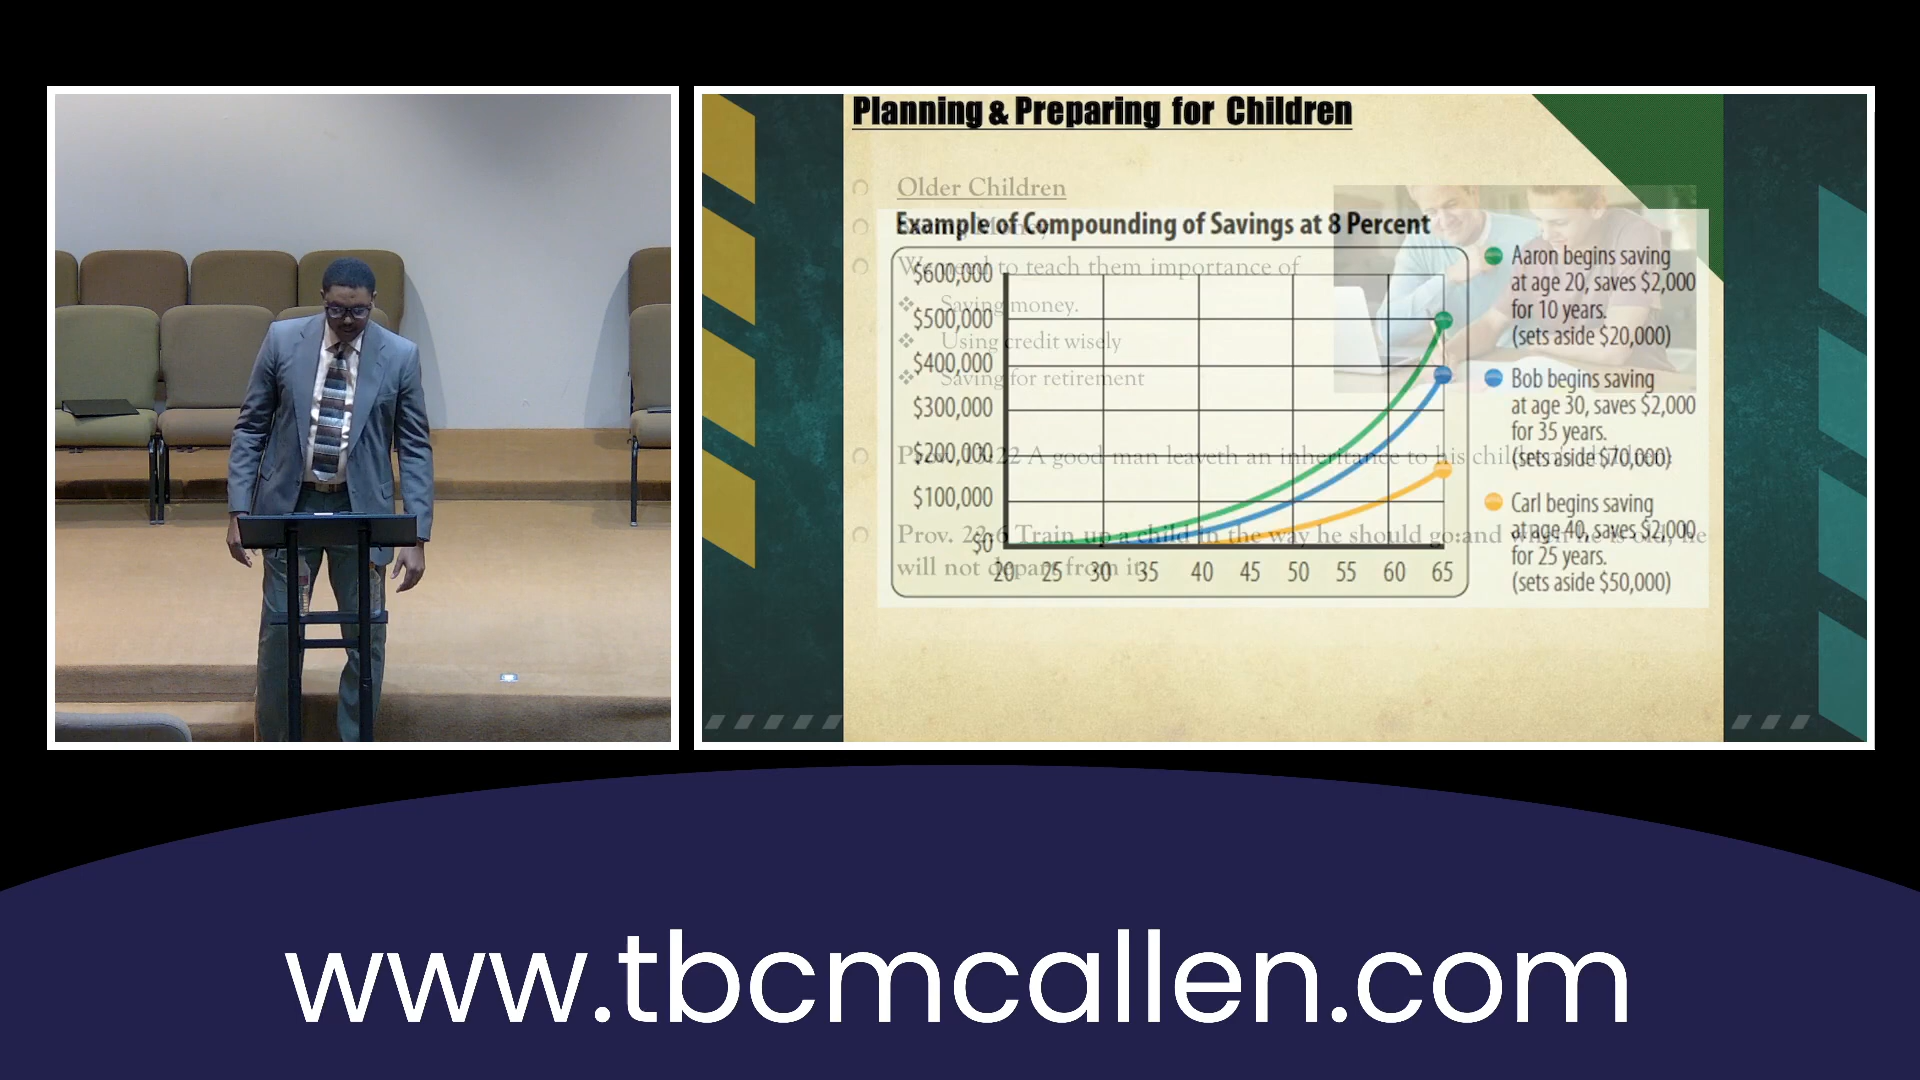 Planning & Preparing for Children
Older Children
Example of Compounding of Savings at 8 Percent
We need to teach them importance of
Saving money.
Using credit wisely
Saving for retirement
Prov. 13:22 A good man leaveth an inheritance to his children's children
Prov. 22:6 Train up a child in the way he should go: and when he is old, he
will not depart from it.
$600,000
$500,000
$400,000
$300,000
$200,000
$100,000
$0
20 25 30 35 40 45 50 55 60 65
Aaron begins saving
at age 20, saves $2,000
for 10 years.
(sets aside $20,000)
Bob begins saving
at age 30, saves $2,000
for 35 years.
(sets aside $70,000)
Carl begins saving
at age 40, saves $2,000
for 25 years.
(sets aside $50,000)
www.tbcmcallen.com